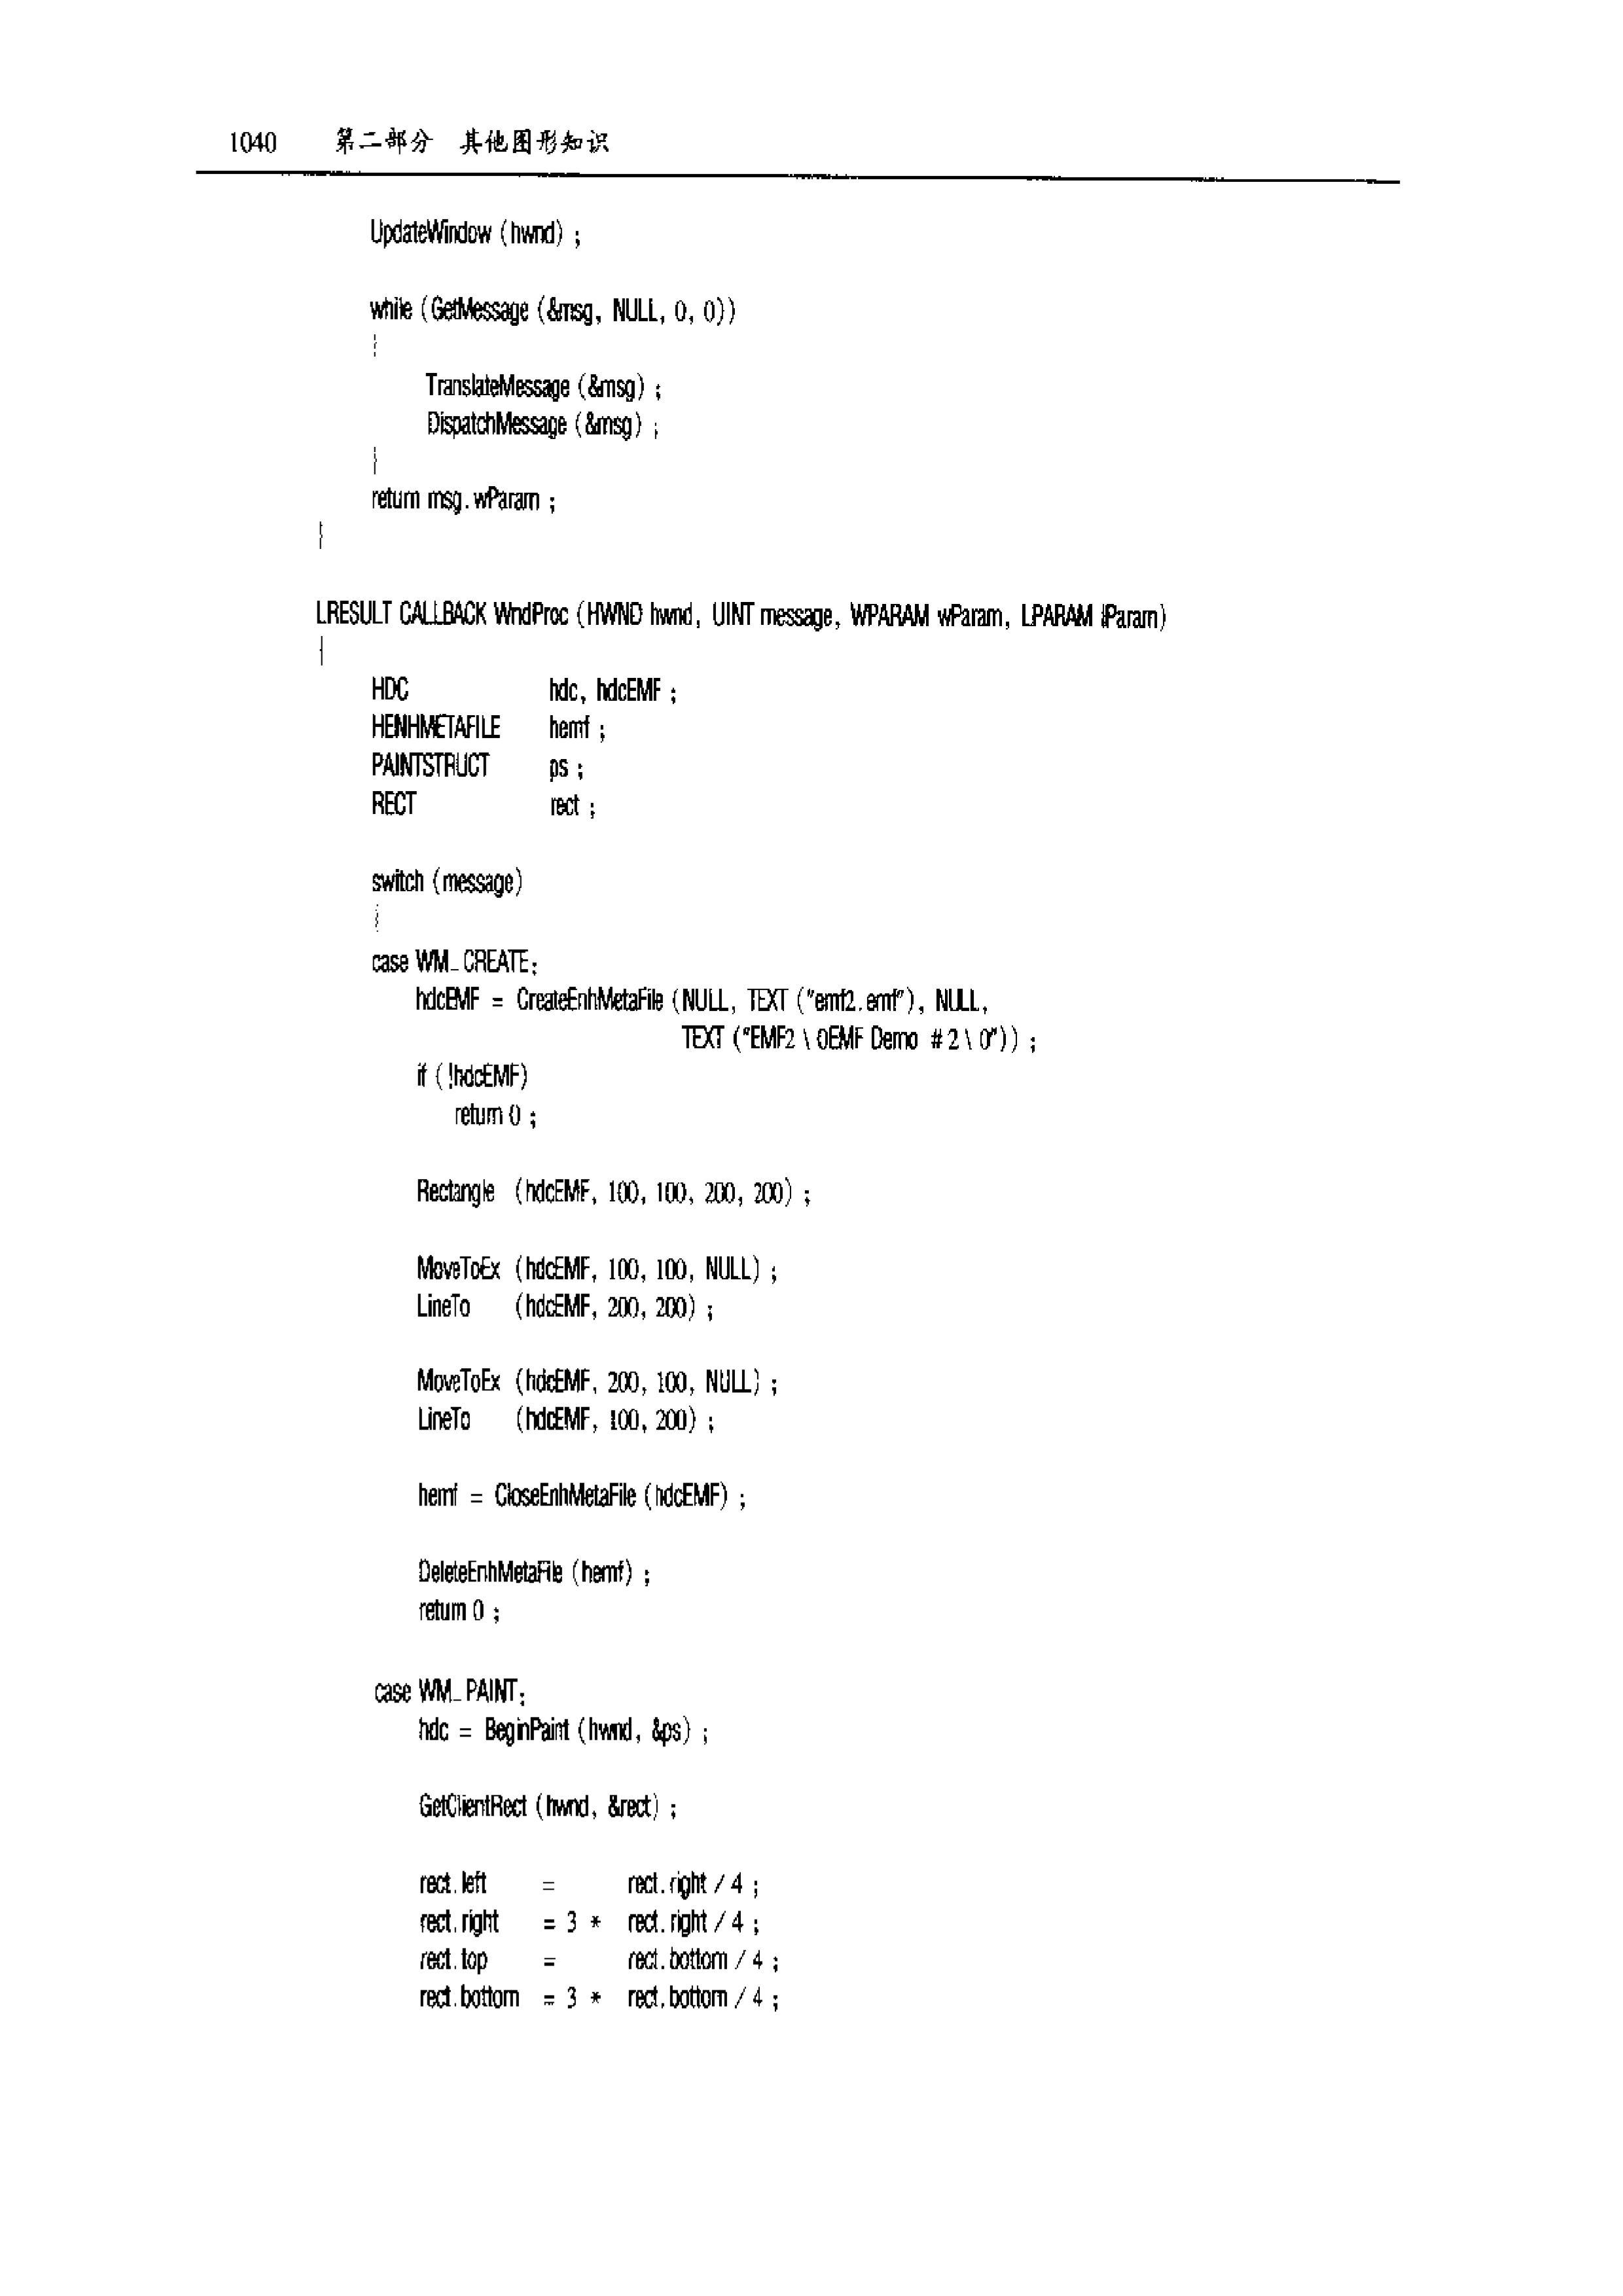 1040 第二部分 其他图形知识
UpdateWindow (hwnd) ;
while (GetMessage (&msg, NULL, 0, 0))
{
TranslateMessage (&msg) ;
DispatchMessage (&msg) ;
}
return msg.wParam ;
}
LRESULT CALLBACK WndProc (HWND hwnd, UINT message, WPARAM wParam, LPARAM lParam)
{
HDC hdc, hdcEMF ;
HENHMETAFILE hemf ;
PAINTSTRUCT ps ;
RECT rect ;
switch (message)
{
case WM_CREATE:
hdcEMF = CreateEnhMetaFile (NULL, TEXT ("emf2.emf"), NULL,
TEXT ("EMF2 \ 0EMF Demo # 2 \ 0")) ;
if ( !hdcEMF)
return 0 ;
Rectangle (hdcEMF, 100, 100, 200, 200) ;
MoveToEx (hdcEMF, 100, 100, NULL) ;
LineTo (hdcEMF, 200, 200) ;
MoveToEx (hdcEMF, 200, 100, NULL) ;
LineTo (hdcEMF, 100, 200) ;
hemf = CloseEnhMetaFile (hdcEMF) ;
DeleteEnhMetaFile (hemf) ;
return 0 ;
case WM_PAINT:
hdc = BeginPaint (hwnd, &ps) ;
GetClientRect (hwnd, &rect) ;
rect.left = rect.right / 4 ;
rect.right = 3 * rect.right / 4 ;
rect.top = rect.bottom / 4 ;
rect.bottom = 3 * rect.bottom / 4 ;